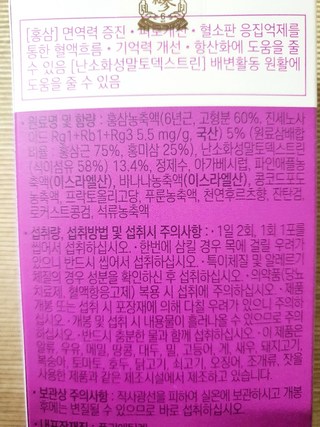 [홍삼] 면역력 증진 · 피로개선 · 혈소판 응집억제를
통한 혈액흐름 · 기억력 개선 · 항산화에 도움을 줄
수 있음 [난소화성말토덱스트린] 배변활동 원활에
도움을 줄 수 있음
· 원료명 및 함량 : 홍삼농축액(6년근, 고형분 60%, 진세노사
이드 Rg1+Rb1+Rg3 5.5 mg/g, 국산) 5% (원료삼배합
비율: 홍삼근 75%, 홍미삼 25%), 난소화성말토덱스트린
(식이섬유 58%) 13.4%, 정제수, 아가베시럽, 파인애플농
축액(이스라엘산), 바나나농축액(이스라엘산), 콩코드포도
농축액, 프락토올리고당, 푸룬농축액, 천연후르츠향, 잔탄검,
로커스트콩검, 석류농축액
· 섭취량, 섭취방법 및 섭취시 주의사항 : · 1일 2회, 1회 1포를
씹어서 섭취하십시오 · 한번에 삼킬 경우 목에 걸릴 우려가
있으니 반드시 씹어서 섭취하십시오 · 특이체질 및 알레르기
체질의 경우 성분을 확인하신 후 섭취하십시오 · 의약품(당뇨
치료제, 혈액항응고제) 복용 시 섭취에 주의하십시오 · 제품
개봉 또는 섭취 시 포장재에 의해 다칠 우려가 있으니 주의하
십시오 · 개봉 및 섭취 시 내용물이 흘러나올 수 있으므로 주의
하십시오 · 반드시 충분한 물과 함께 섭취하십시오 · 이 제품은
알류, 우유, 메밀, 땅콩, 대두, 밀, 고등어, 게, 새우, 돼지고기,
복숭아, 토마토, 호두, 닭고기, 쇠고기, 오징어, 조개류, 잣을
사용한 제품과 같은 제조 시설에서 제조하고 있습니다.
· 보관상 주의사항 : 직사광선을 피하여 실온에 보관하시고 개봉
후에는 변질될 수 있으므로 바로 섭취하십시오.